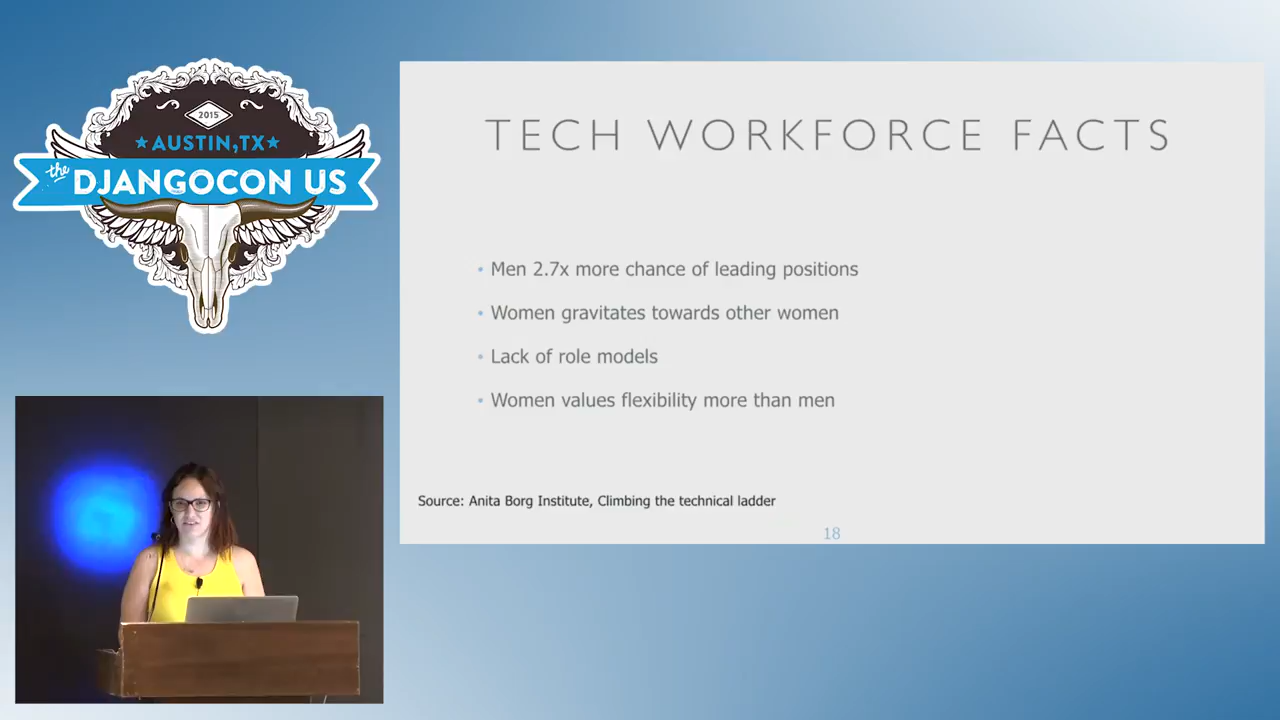 2015
AUSTIN, TX
the
DJANGOCON US
TECH WORKFORCE FACTS
• Men 2.7x more chance of leading positions
• Women gravitates towards other women
• Lack of role models
• Women values flexibility more than men
Source: Anita Borg Institute, Climbing the technical ladder
18